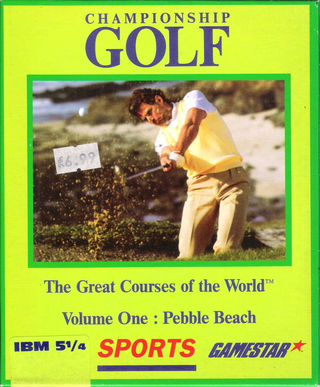 CHAMPIONSHIP
GOLF
£6.99
The Great Courses of the World™
Volume One : Pebble Beach
IBM 5¼
SPORTS
GAMESTAR